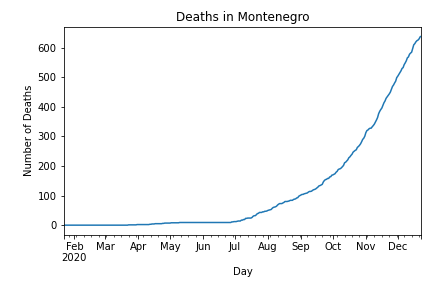 Deaths in Montenegro
Number of Deaths
600
500
400
300
200
100
0
Feb Mar Apr May Jun Jul Aug Sep Oct Nov Dec
2020
Day